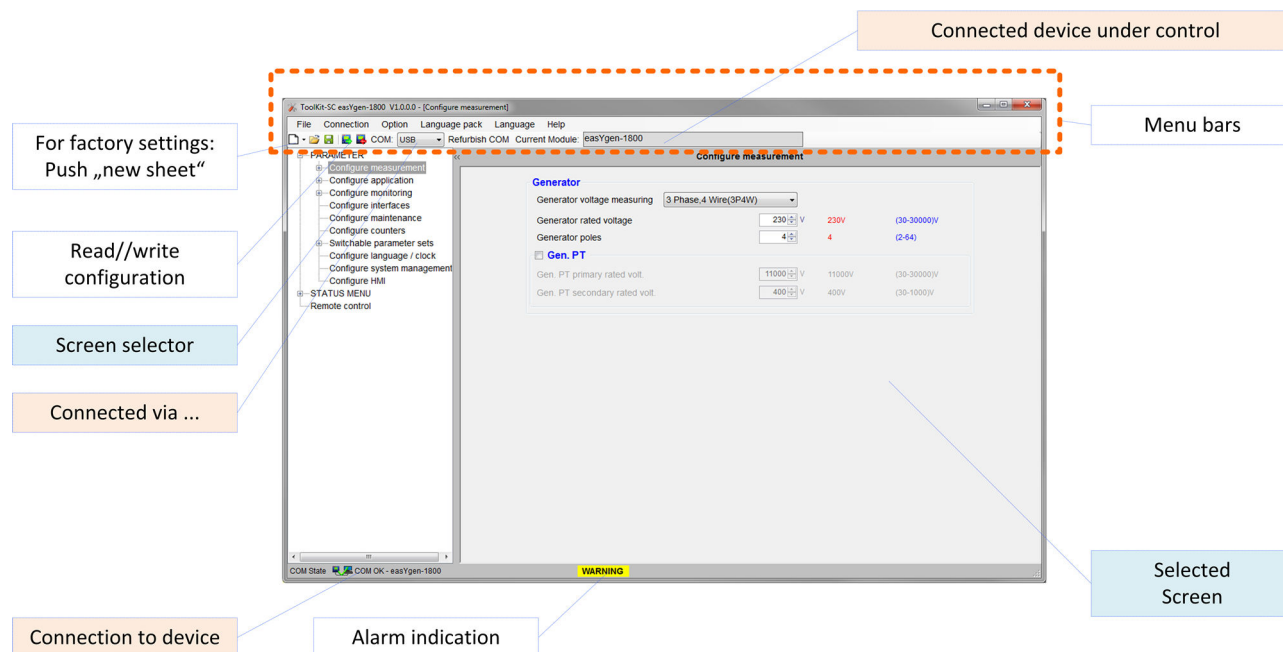 Connected device under control
ToolKit-SC easYgen-1800 V1.0.0.0 - [Configure measurement]
File Connection Option Language pack Language Help
COM: USB Refurbish COM Current Module: easYgen-1800
Menu bars
For factory settings:
Push „new sheet“
Read//write
configuration
Screen selector
Connected via ...
PARAMETER
Configure measurement
Configure application
Configure monitoring
Configure interfaces
Configure maintenance
Configure counters
Switchable parameter sets
Configure language / clock
Configure system management
Configure HMI
STATUS MENU
Remote control
<<
Configure measurement
Generator
Generator voltage measuring 3 Phase,4 Wire(3P4W)
Generator rated voltage 230 V 230V (30-30000)V
Generator poles 4 4 (2-64)
Gen. PT
Gen. PT primary rated volt. 11000 V 11000V (30-30000)V
Gen. PT secondary rated volt. 400 V 400V (30-1000)V
COM State COM OK - easYgen-1800 WARNING
Selected
Screen
Connection to device
Alarm indication